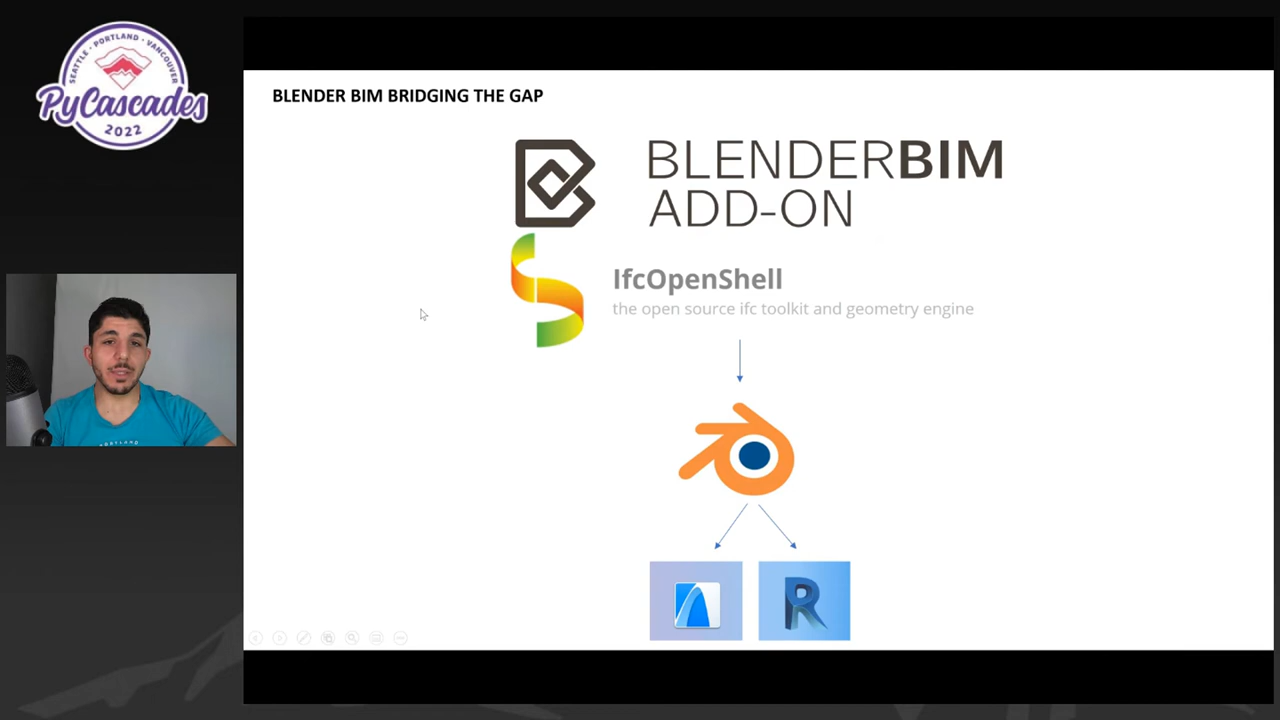 SEATTLE - PORTLAND - VANCOUVER
PyCascades
2022
BLENDER BIM BRIDGING THE GAP
BLENDERBIM
ADD-ON
IfcOpenShell
the open source ifc toolkit and geometry engine
R
PORTLAND